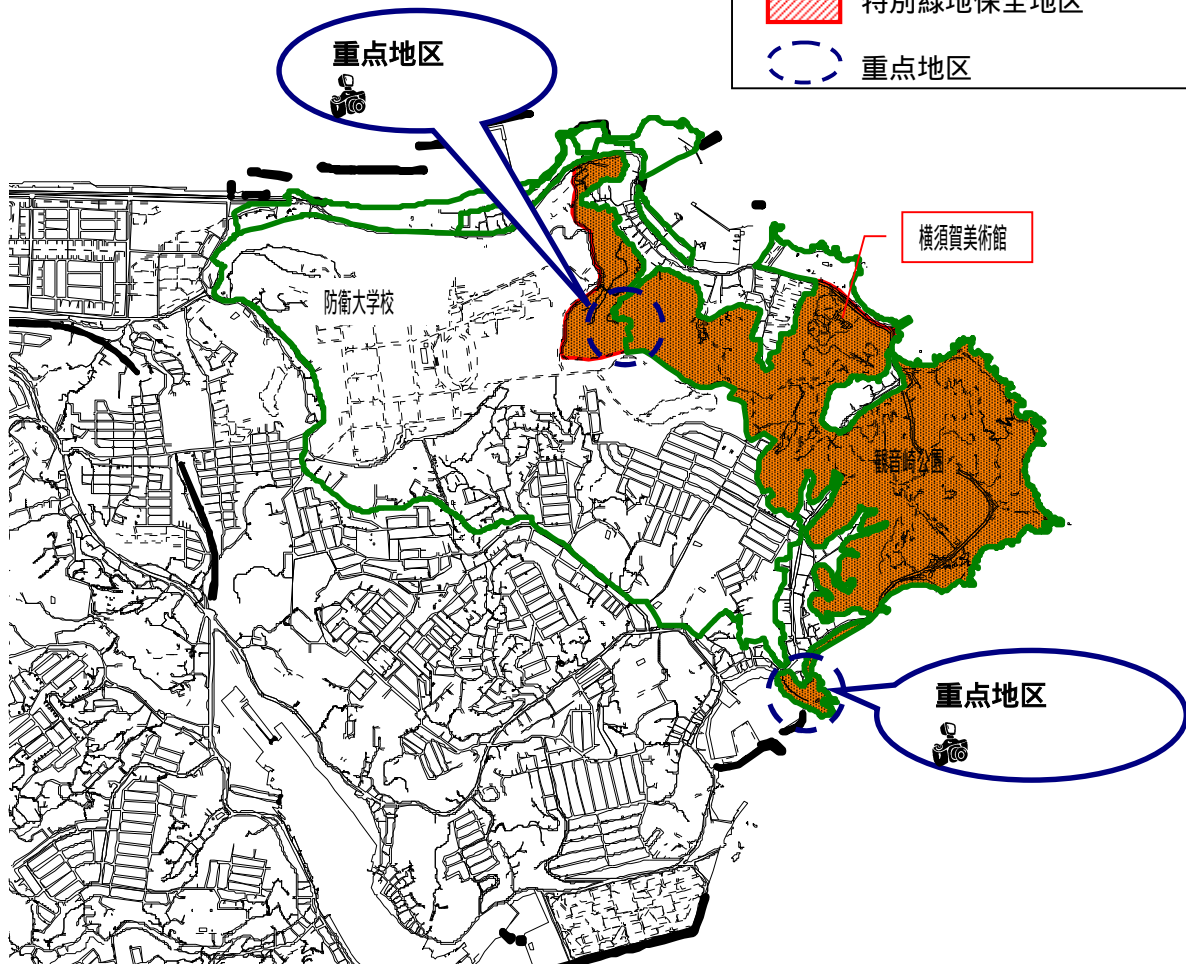 特別緑地保全地区
重点地区
重点地区
横須賀美術館
防衛大学校
観音崎公園
重点地区